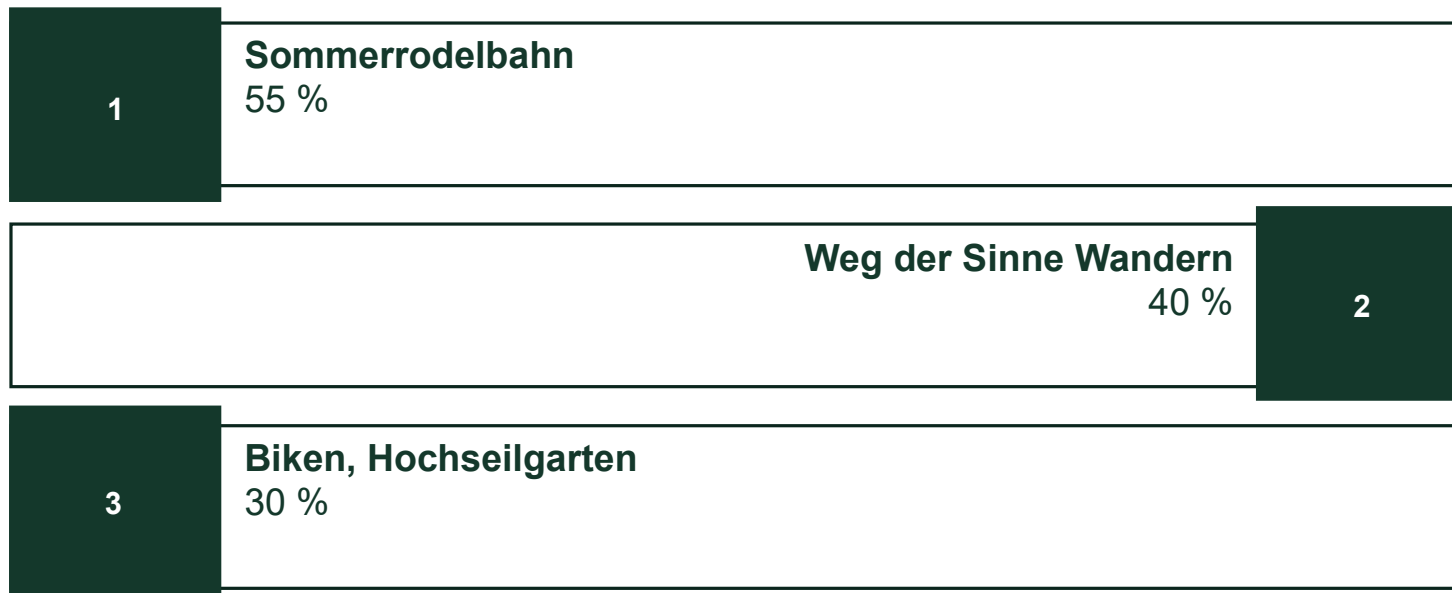 1
Sommerrodelbahn
55 %
Weg der Sinne Wandern
40 %
2
3
Biken, Hochseilgarten
30 %